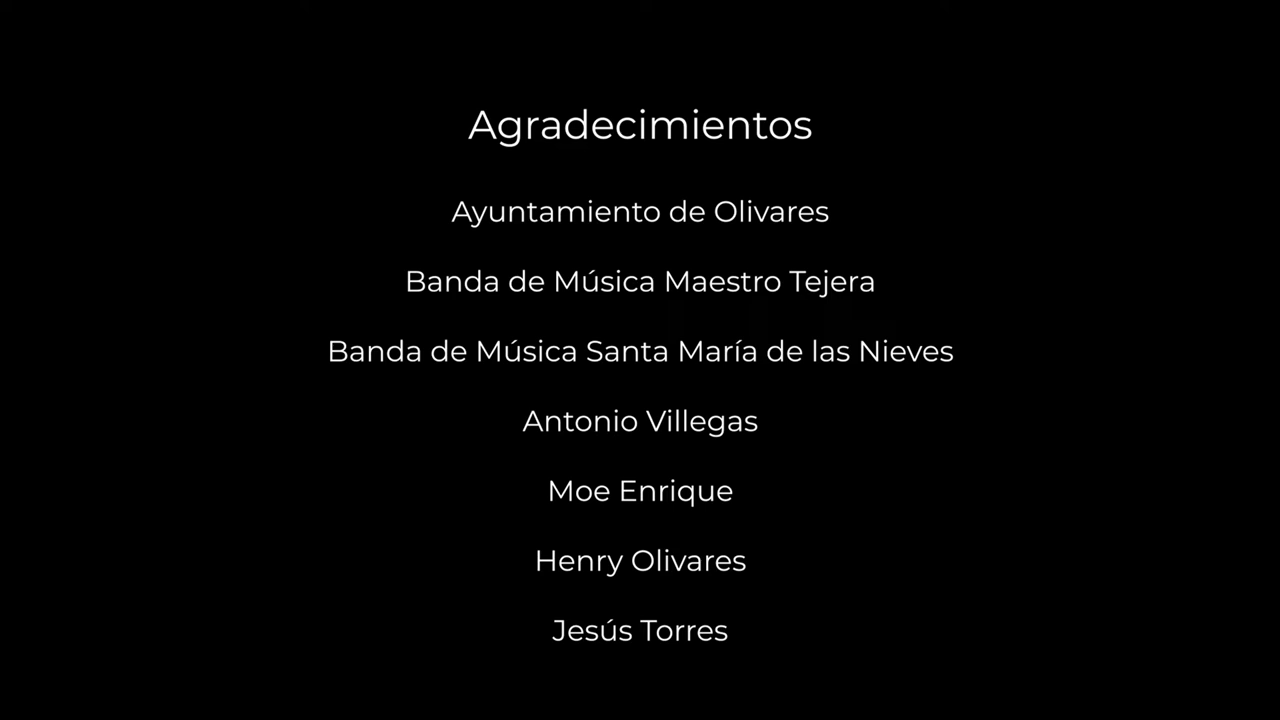 Agradecimientos
Ayuntamiento de Olivares
Banda de Música Maestro Tejera
Banda de Música Santa María de las Nieves
Antonio Villegas
Moe Enrique
Henry Olivares
Jesús Torres